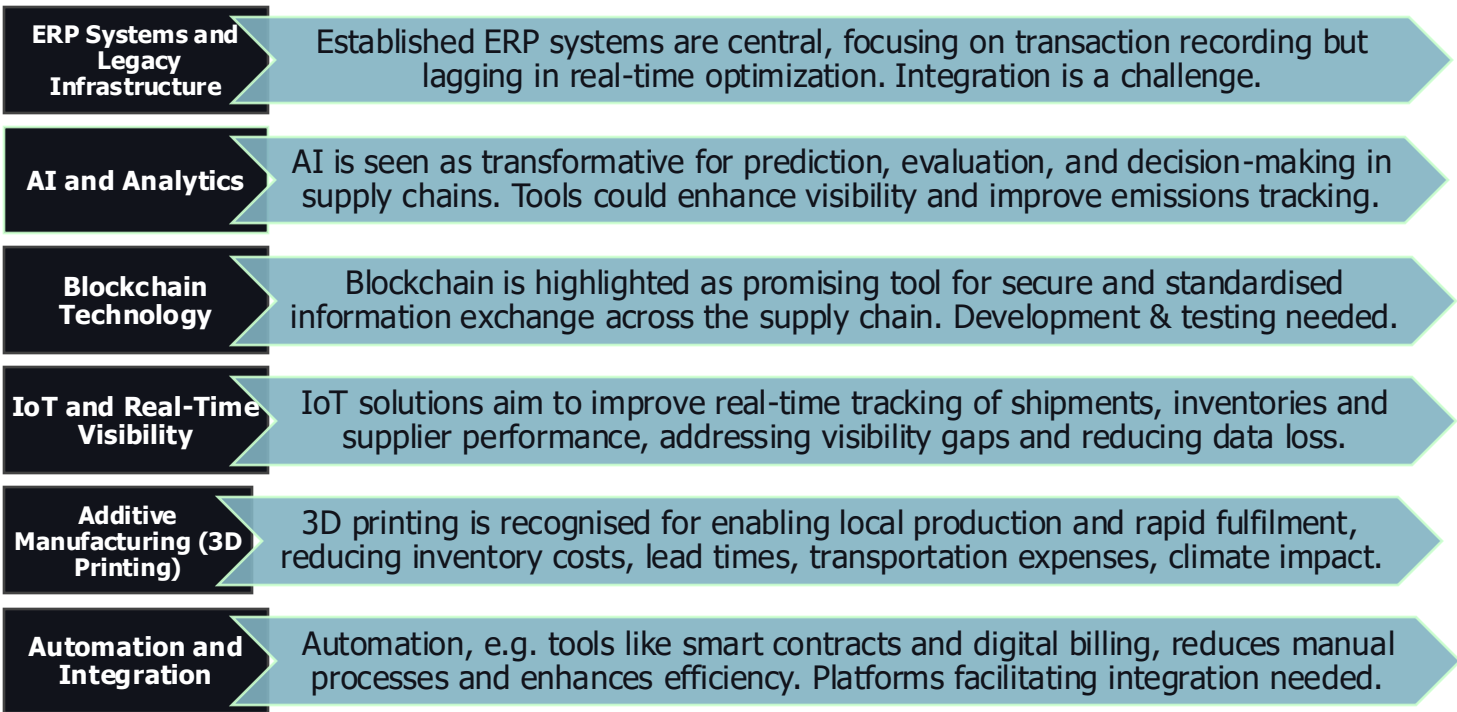 ERP Systems and
Legacy
Infrastructure
Established ERP systems are central, focusing on transaction recording but
lagging in real-time optimization. Integration is a challenge.
AI and Analytics
AI is seen as transformative for prediction, evaluation, and decision-making in
supply chains. Tools could enhance visibility and improve emissions tracking.
Blockchain
Technology
Blockchain is highlighted as promising tool for secure and standardised
information exchange across the supply chain. Development & testing needed.
IoT and Real-Time
Visibility
IoT solutions aim to improve real-time tracking of shipments, inventories and
supplier performance, addressing visibility gaps and reducing data loss.
Additive
Manufacturing (3D
Printing)
3D printing is recognised for enabling local production and rapid fulfilment,
reducing inventory costs, lead times, transportation expenses, climate impact.
Automation and
Integration
Automation, e.g. tools like smart contracts and digital billing, reduces manual
processes and enhances efficiency. Platforms facilitating integration needed.